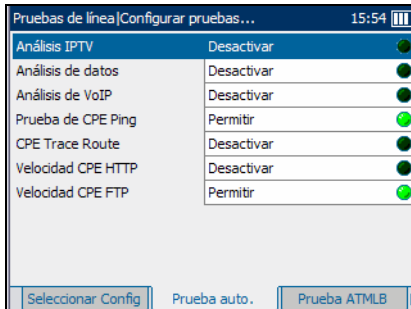 Pruebas de línea|Configurar pruebas... 15:54
Análisis IPTV Desactivar
Análisis de datos Desactivar
Análisis de VoIP Desactivar
Prueba de CPE Ping Permitir
CPE Trace Route Desactivar
Velocidad CPE HTTP Desactivar
Velocidad CPE FTP Permitir
Seleccionar Config Prueba auto. Prueba ATMLB